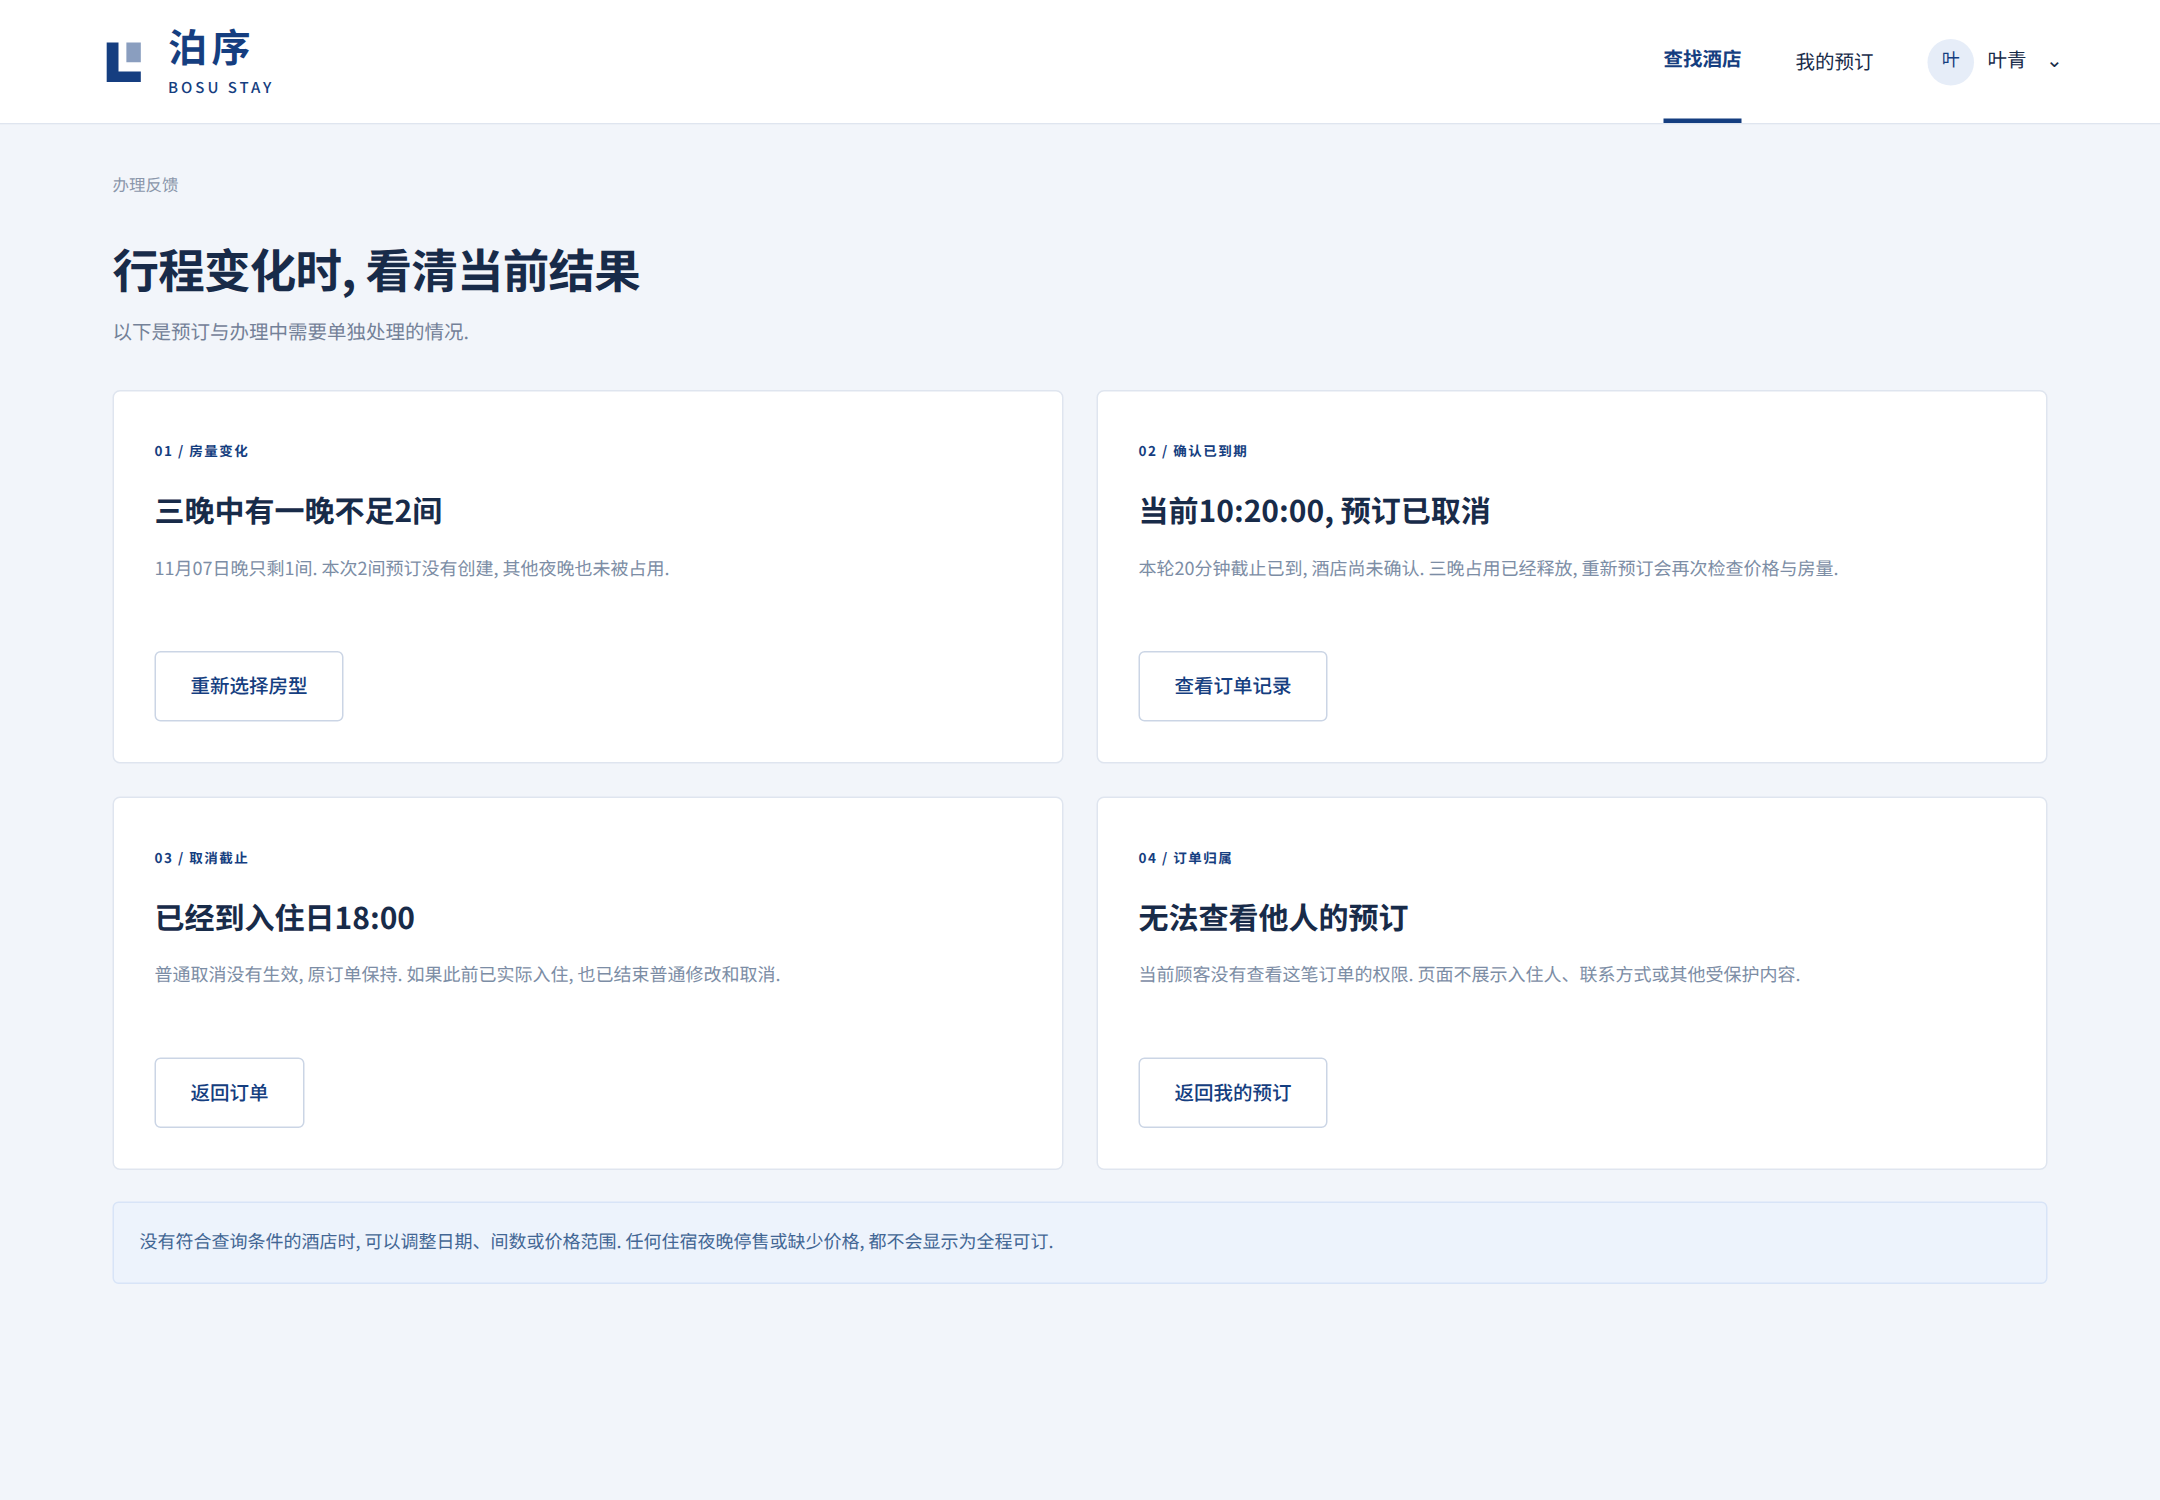 泊序
BOSU STAY
查找酒店
我的预订
叶
叶青
办理反馈
行程变化时, 看清当前结果
以下是预订与办理中需要单独处理的情况.
01 / 房量变化
三晚中有一晚不足2间
11月07日晚只剩1间. 本次2间预订没有创建, 其他夜晚也未被占用.
重新选择房型
02 / 确认已到期
当前10:20:00, 预订已取消
本轮20分钟截止已到, 酒店尚未确认. 三晚占用已经释放, 重新预订会再次检查价格与房量.
查看订单记录
03 / 取消截止
已经到入住日18:00
普通取消没有生效, 原订单保持. 如果此前已实际入住, 也已结束普通修改和取消.
返回订单
04 / 订单归属
无法查看他人的预订
当前顾客没有查看这笔订单的权限. 页面不展示入住人、联系方式或其他受保护内容.
返回我的预订
没有符合查询条件的酒店时, 可以调整日期、间数或价格范围. 任何住宿夜晚停售或缺少价格, 都不会显示为全程可订.